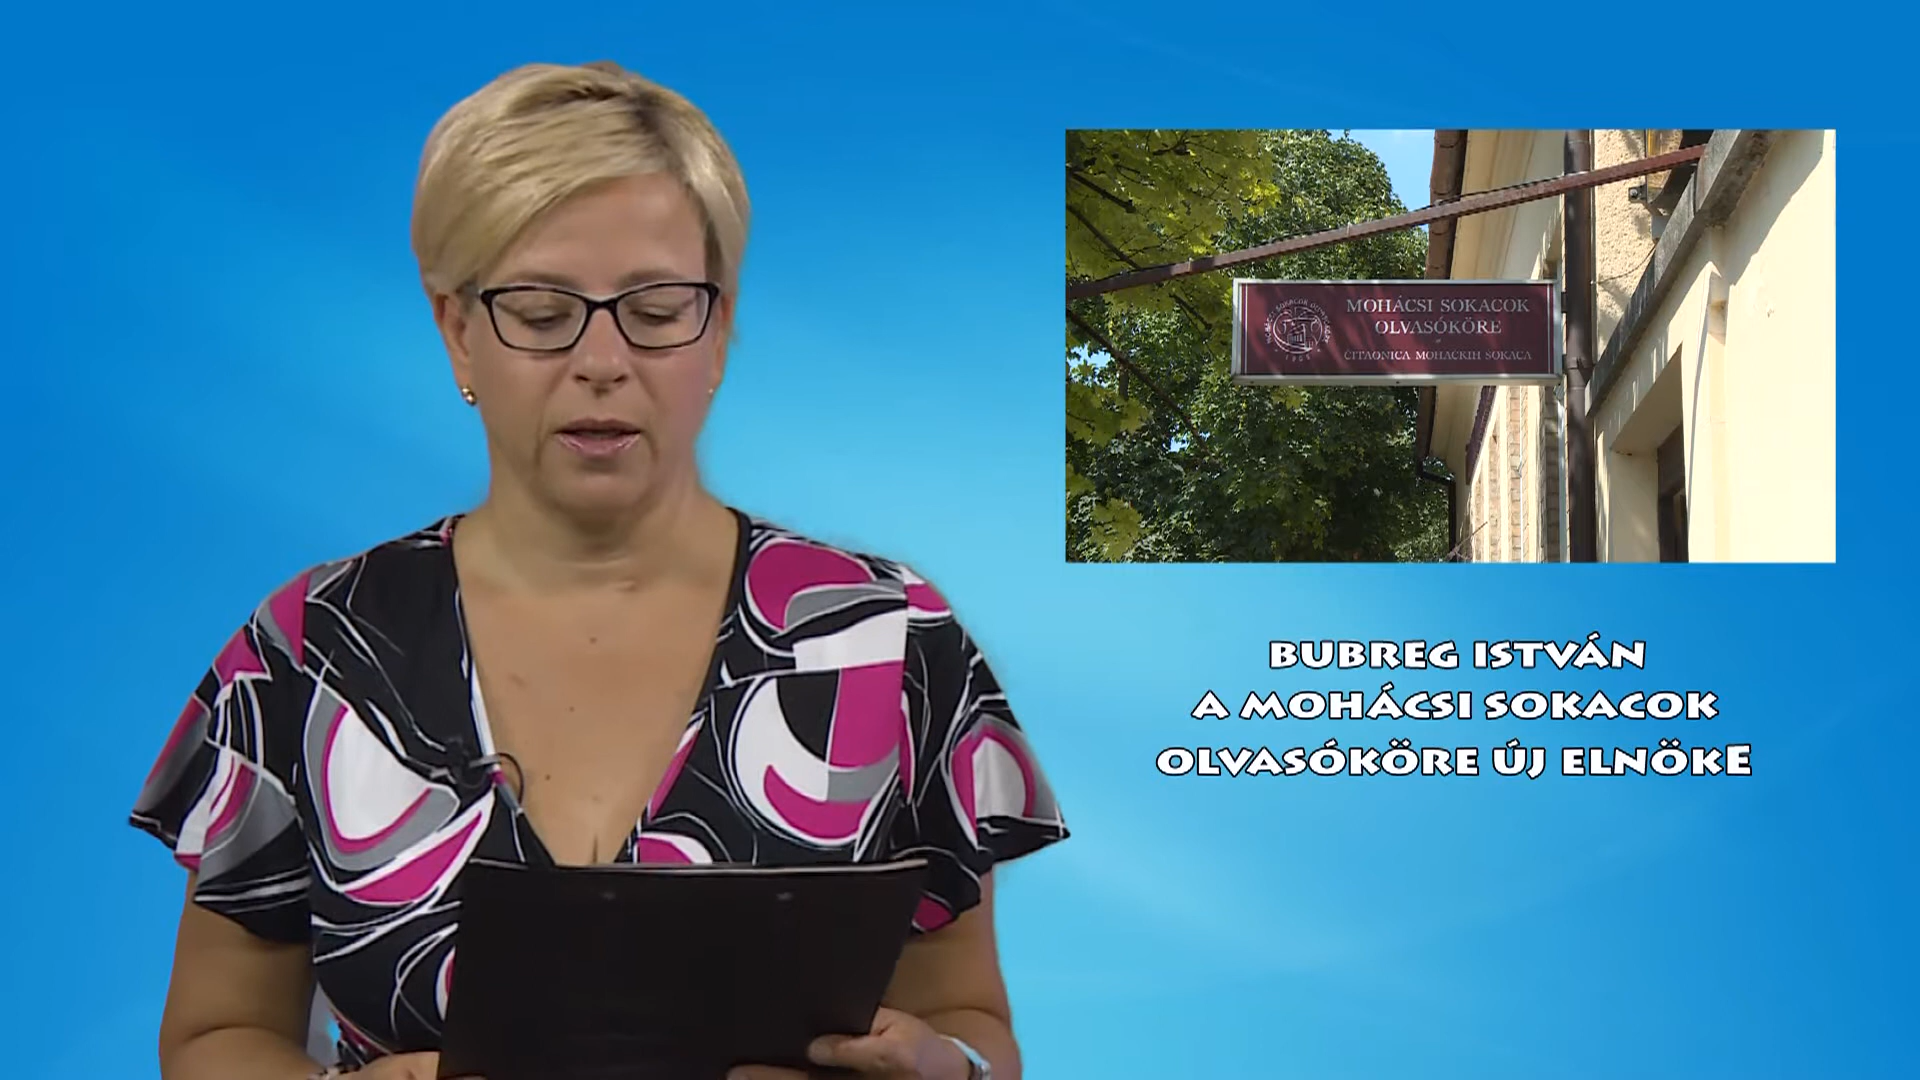 MOHÁCSI SOKACOK
OLVASÓKÖRE
ČITAONICA MOHAČKIH ŠOKACA
BUBREG ISTVÁN
A MOHÁCSI SOKACOK
OLVASÓKÖRE ÚJ ELNÖKE